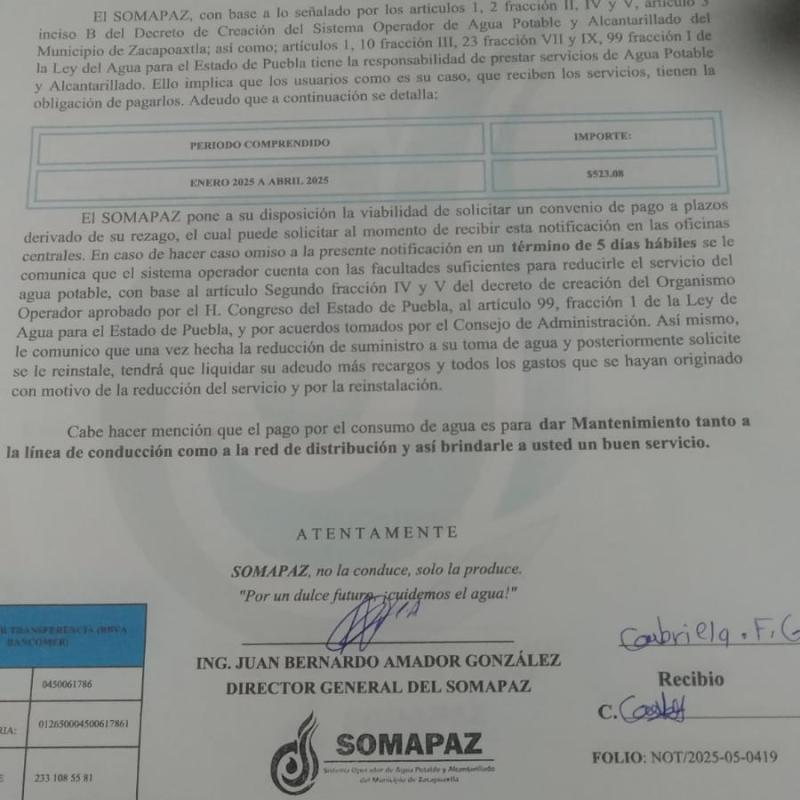 El SOMAPAZ, con base a lo señalado por los artículos 1, 2 fracción II, IV y V, artículo 3
inciso B del Decreto de Creación del Sistema Operador de Agua Potable y Alcantarillado del
Municipio de Zacapoaxtla; así como; artículos 1, 10 fracción III, 23 fracción VII y IX, 99 fracción I de
la Ley del Agua para el Estado de Puebla tiene la responsabilidad de prestar servicios de Agua Potable
y Alcantarillado. Ello implica que los usuarios como es su caso, que reciben los servicios, tienen la
obligación de pagarlos. Adeudo que a continuación se detalla:
PERIODO COMPRENDIDO
IMPORTE:
ENERO 2025 A ABRIL 2025
$523.08
El SOMAPAZ pone a su disposición la viabilidad de solicitar un convenio de pago a plazos
derivado de su rezago, el cual puede solicitar al momento de recibir esta notificación en las oficinas
centrales. En caso de hacer caso omiso a la presente notificación en un término de 5 días hábiles se le
comunica que el sistema operador cuenta con las facultades suficientes para reducirle el servicio del
agua potable, con base al artículo Segundo fracción IV y V del decreto de creación del Organismo
Operador aprobado por el H. Congreso del Estado de Puebla, al artículo 99, fracción 1 de la Ley de
Agua para el Estado de Puebla, y por acuerdos tomados por el Consejo de Administración. Así mismo,
le comunico que una vez hecha la reducción de suministro a su toma de agua y posteriormente solicite
se le reinstale, tendrá que liquidar su adeudo más recargos y todos los gastos que se hayan originado
con motivo de la reducción del servicio y por la reinstalación.
Cabe hacer mención que el pago por el consumo de agua es para dar Mantenimiento tanto a
la línea de conducción como a la red de distribución y así brindarle a usted un buen servicio.
ATENTAMENTE
SOMAPAZ, no la conduce, solo la produce.
"Por un dulce futuro, ¡cuidemos el agua!"
ING. JUAN BERNARDO AMADOR GONZÁLEZ
DIRECTOR GENERAL DEL SOMAPAZ
SOMAPAZ
Sistema Operador de Agua Potable y Alcantarillado
del Municipio de Zacapoaxtla
TRANSFERENCIA (BBVA
BANCOMER)
0450061786
RIA:
012650004500617861
E
233 108 55 81
Gabriela . F. G
Recibio
C.
FOLIO: NOT/2025-05-0419